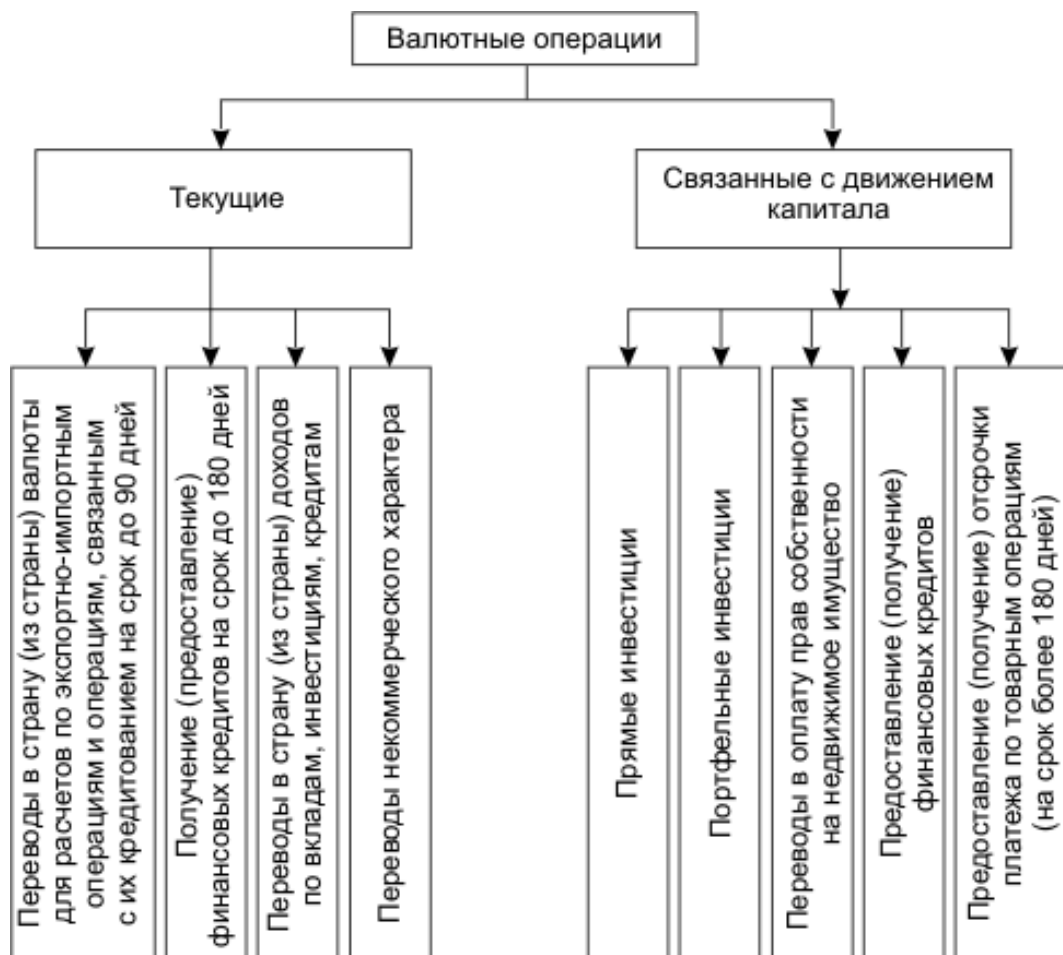 Валютные операции
Текущие
Связанные с движением
капитала
Переводы в страну (из страны) валюты
для расчетов по экспортно-импортным
операциям и операциям, связанным
с их кредитованием на срок до 90 дней
Получение (предоставление)
финансовых кредитов на срок до 180 дней
Переводы в страну (из страны) доходов
по вкладам, инвестициям, кредитам
Переводы некоммерческого характера
Прямые инвестиции
Портфельные инвестиции
Переводы в оплату прав собственности
на недвижимое имущество
Предоставление (получение)
финансовых кредитов
Предоставление (получение) отсрочки
платежа по товарным операциям
(на срок более 180 дней)